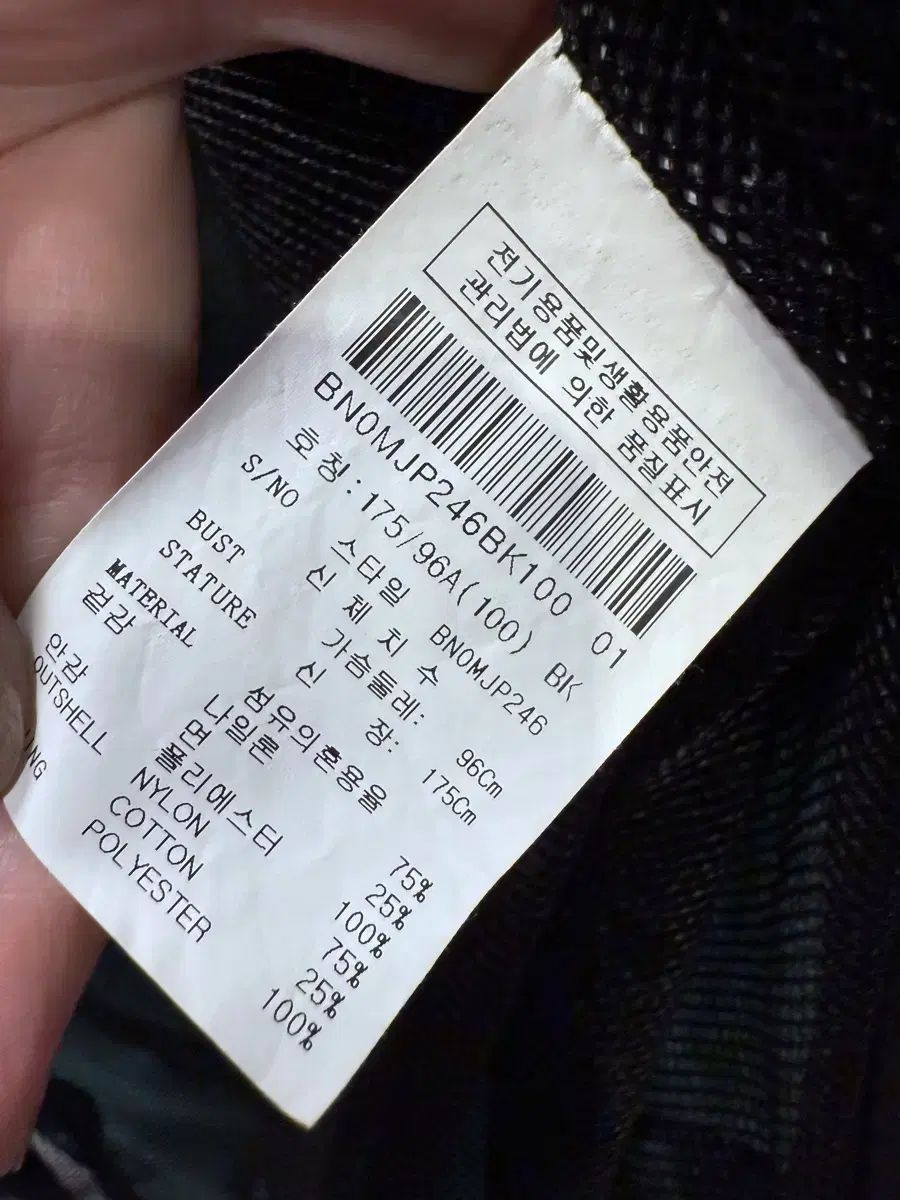 전기용품및생활용품안전
관리법에 의한 품질표시
BN0MJP246BK100 01
호 칭 : 175/96A(100) BK
S/NO 스타일 BN0MJP246
신 체 치 수
BUST 가슴둘레: 96Cm
STATURE 신 장: 175Cm
MATERIAL 섬유의혼용율
겉감 나일론 75%
면 25%
안감 폴리에스터 100%
OUTSHELL NYLON 75%
COTTON 25%
POLYESTER 100%